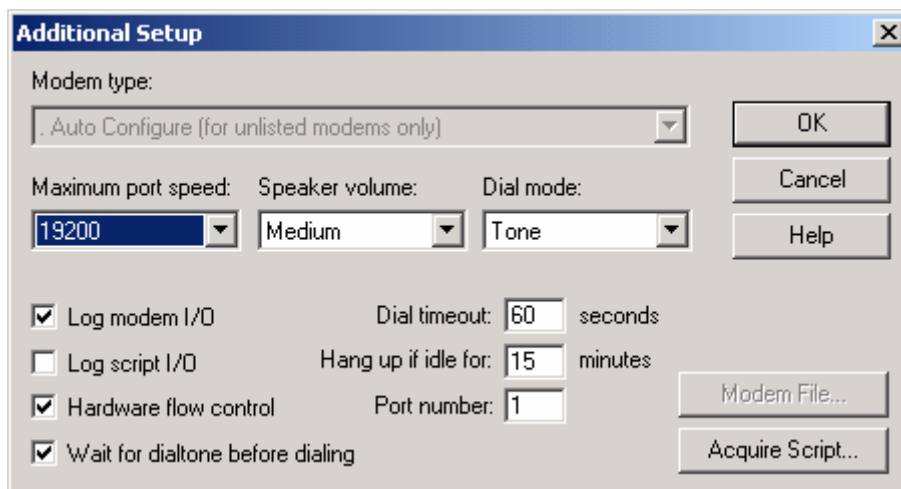 Additional Setup
Modem type:
. Auto Configure (for unlisted modems only)
OK
Maximum port speed: Speaker volume: Dial mode:
Cancel
19200 Medium Tone
Help
Log modem I/O Dial timeout: 60 seconds
Log script I/O Hang up if idle for: 15 minutes
Hardware flow control Port number: 1
Modem File...
Wait for dialtone before dialing
Acquire Script...